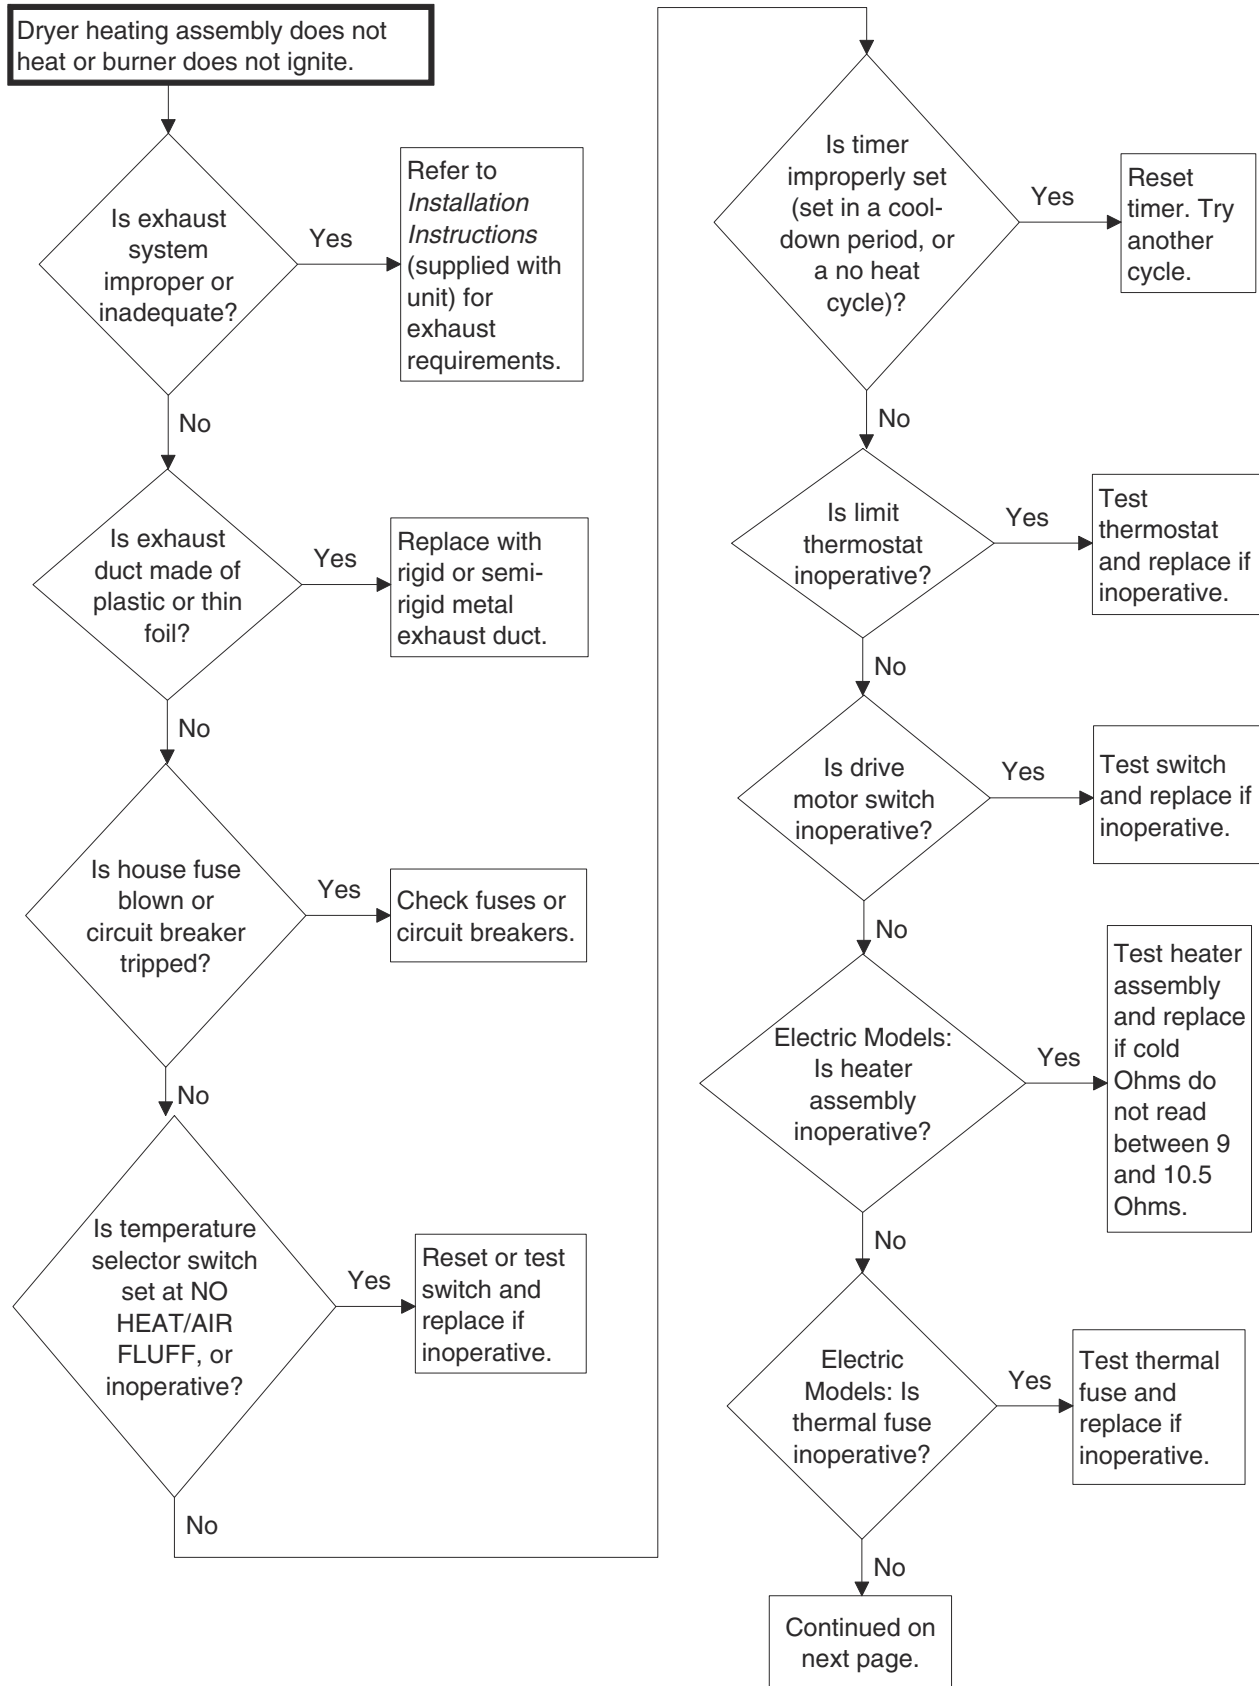 Dryer heating assembly does not
heat or burner does not ignite.
Is exhaust
system
improper or
inadequate?
Yes
Refer to
Installation
Instructions
(supplied with
unit) for
exhaust
requirements.
No
Is exhaust
duct made of
plastic or thin
foil?
Yes
Replace with
rigid or semi-
rigid metal
exhaust duct.
No
Is house fuse
blown or
circuit breaker
tripped?
Yes
Check fuses or
circuit breakers.
No
Is temperature
selector switch
set at NO
HEAT/AIR
FLUFF, or
inoperative?
Yes
Reset or test
switch and
replace if
inoperative.
No
Is timer
improperly set
(set in a cool-
down period, or
a no heat
cycle)?
Yes
Reset
timer. Try
another
cycle.
No
Is limit
thermostat
inoperative?
Yes
Test
thermostat
and replace if
inoperative.
No
Is drive
motor switch
inoperative?
Yes
Test switch
and replace if
inoperative.
No
Electric Models:
Is heater
assembly
inoperative?
Yes
Test heater
assembly
and replace
if cold
Ohms do
not read
between 9
and 10.5
Ohms.
No
Electric
Models: Is
thermal fuse
inoperative?
Yes
Test thermal
fuse and
replace if
inoperative.
No
Continued on
next page.